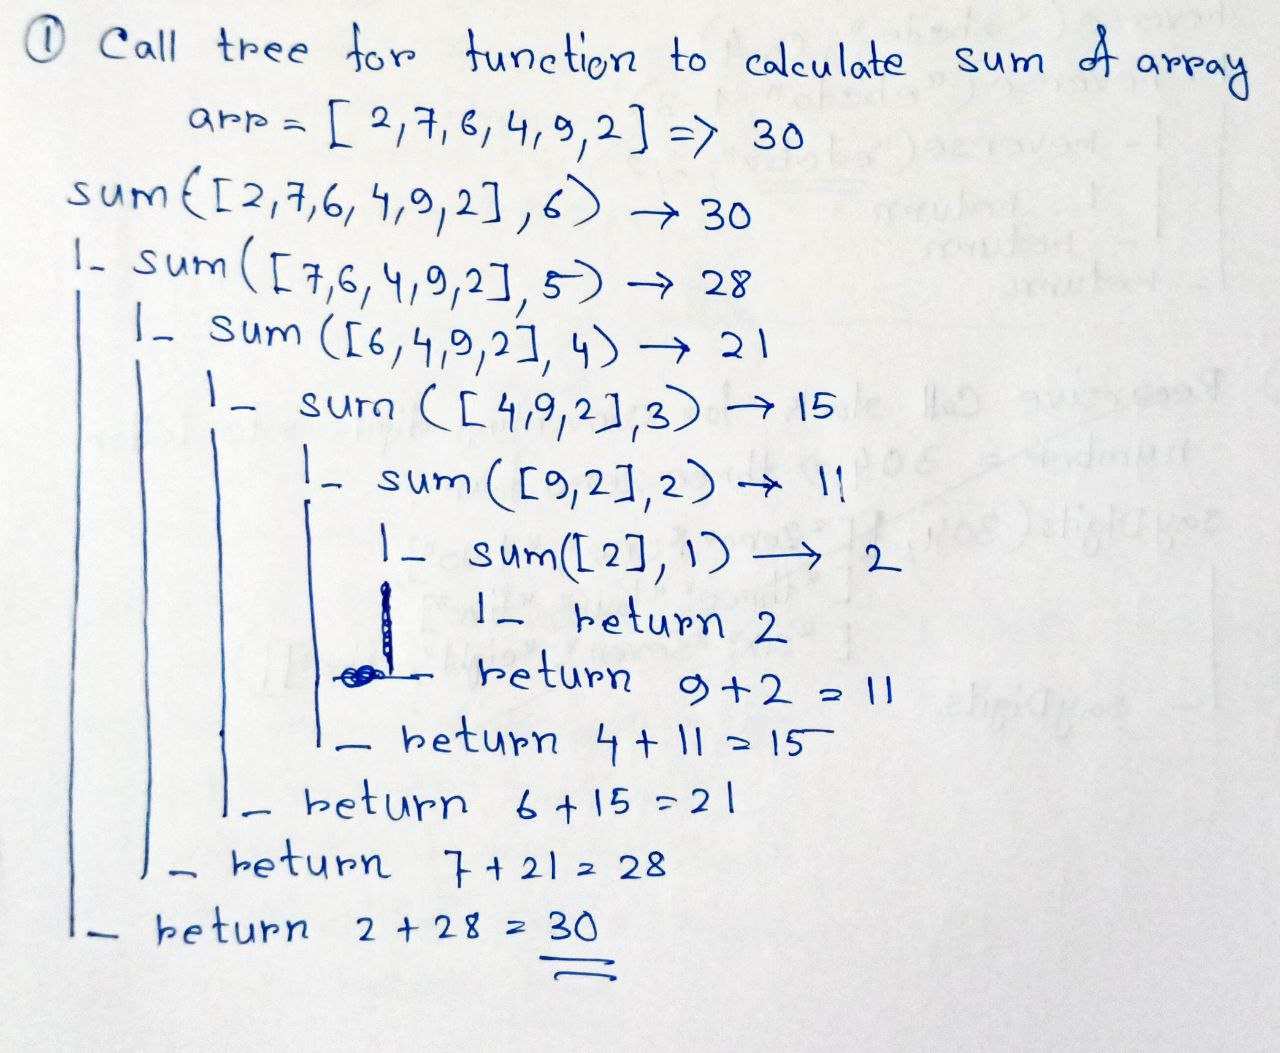 ① Call tree for function to calculate sum of array
arr = [ 2,7,6,4,9,2] => 30
sum([2,7,6,4,9,2],6) → 30
|- sum([7,6,4,9,2],5) → 28
|- sum([6,4,9,2],4) → 21
|- sum([4,9,2],3) → 15
|- sum([9,2],2) → 11
|- sum([2],1) → 2
|- return 2
- return 9+2 = 11
- return 4+11 = 15
- return 6+15 = 21
- return 7+21 = 28
- return 2+28 = 30